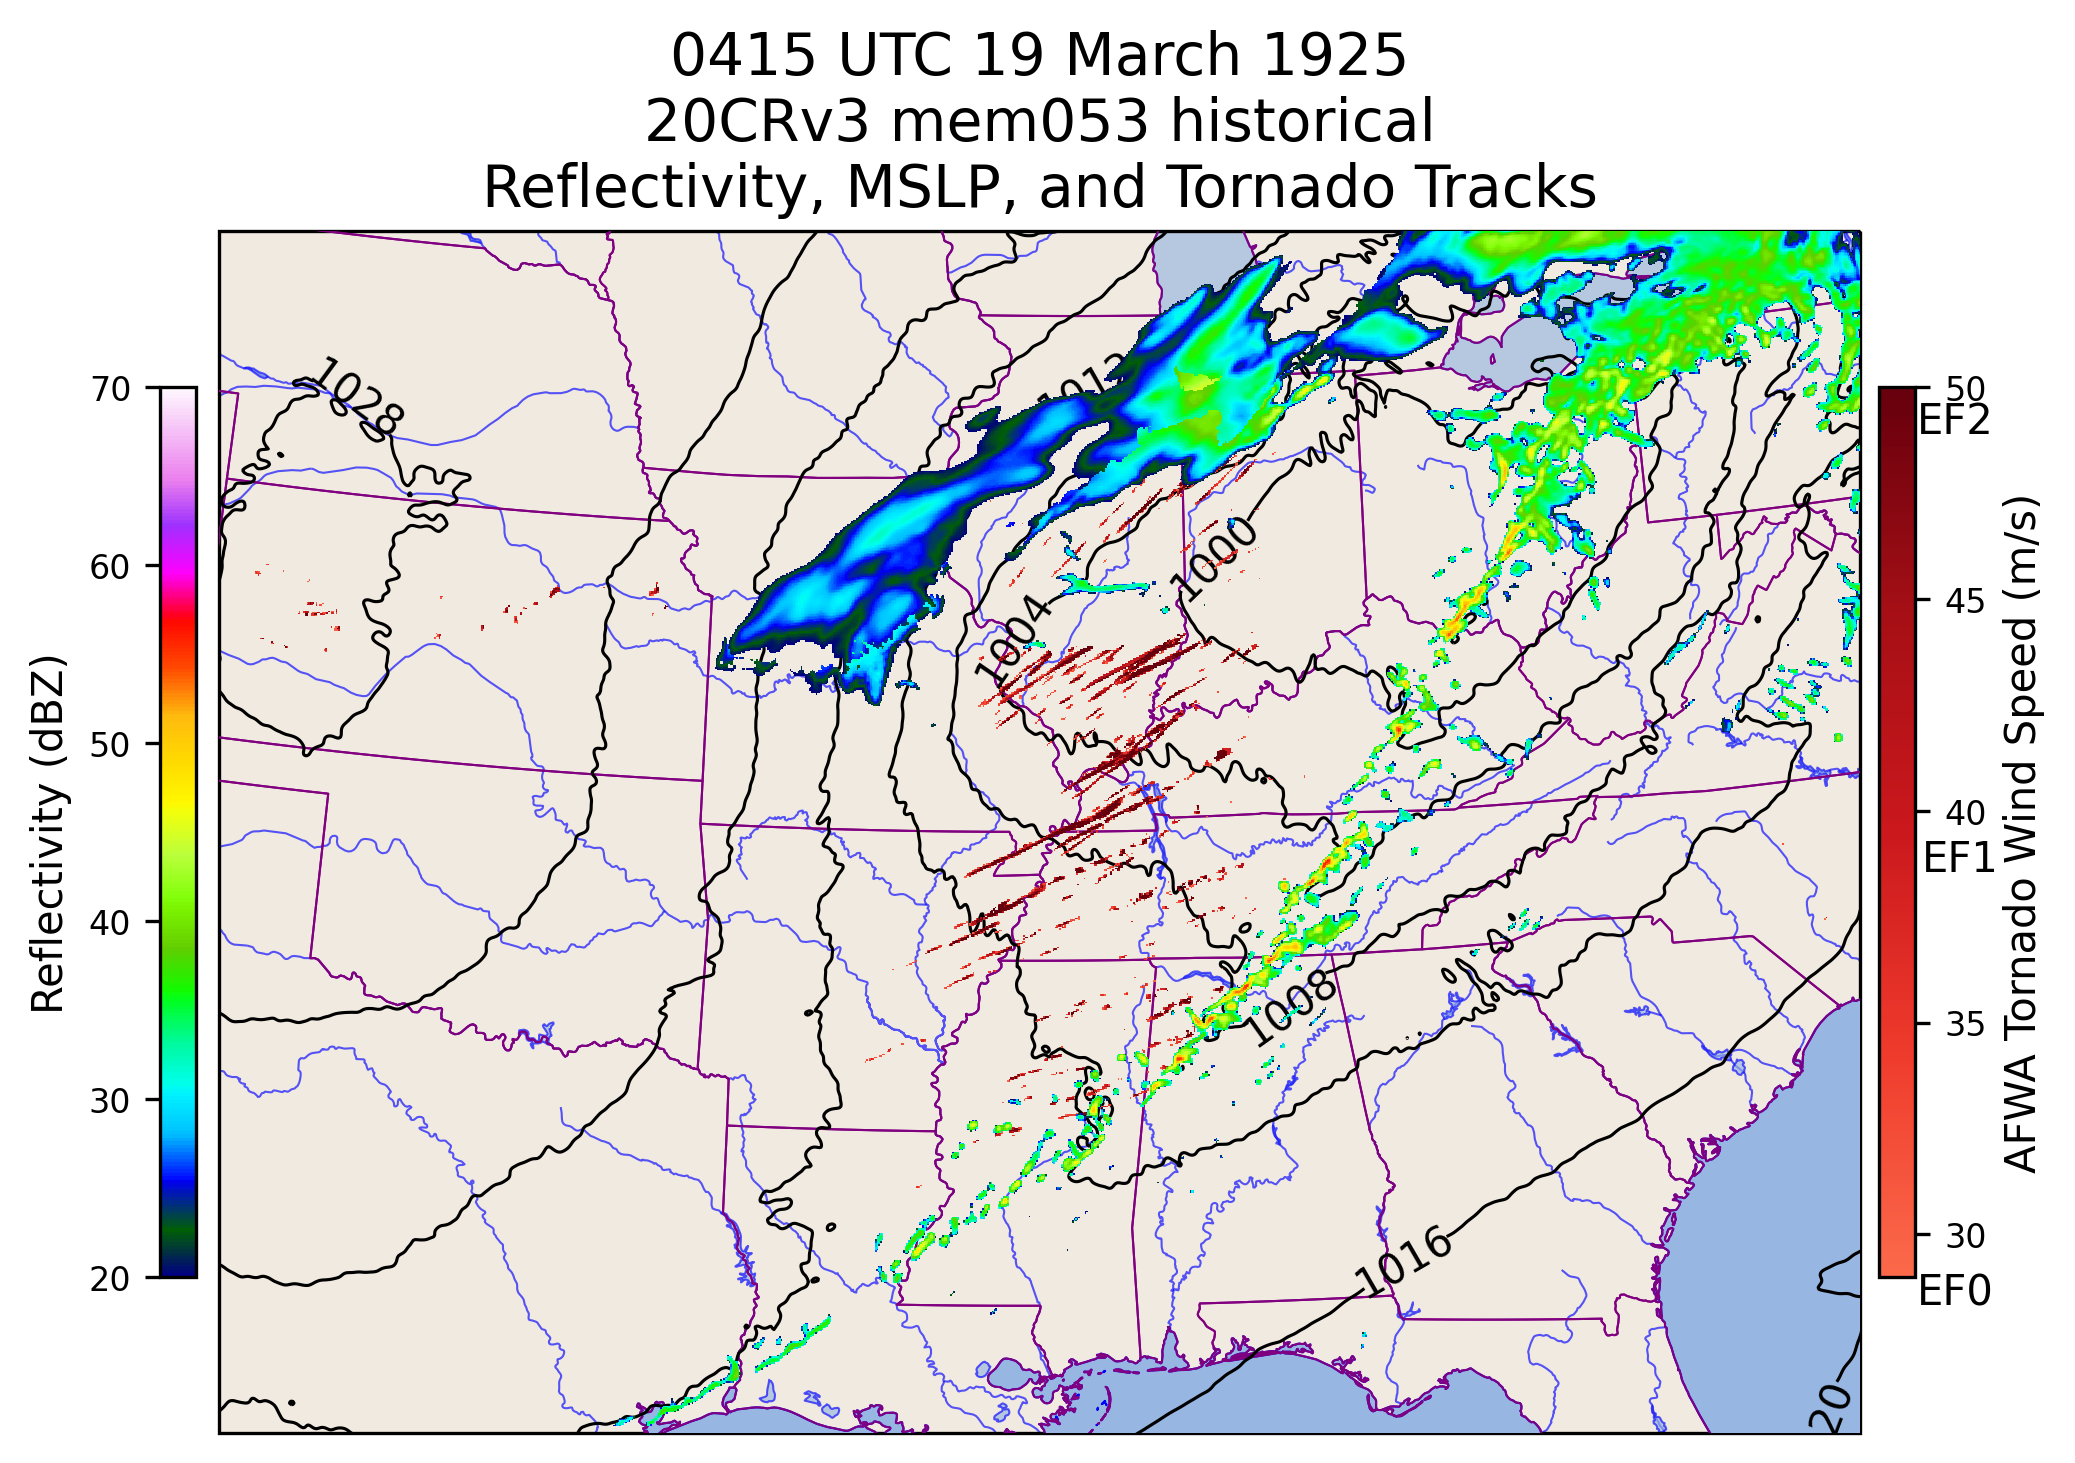 0415 UTC 19 March 1925
20CRv3 mem053 historical
Reflectivity, MSLP, and Tornado Tracks
Reflectivity (dBZ)
70
60
50
40
30
20
1028
1012
1000
1004
1008
1016
20
50
EF2
45
40
EF1
35
30
EF0
AFWA Tornado Wind Speed (m/s)